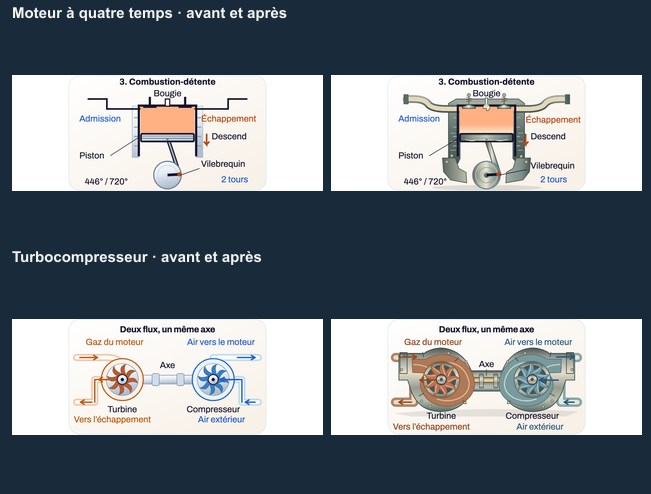 Moteur à quatre temps · avant et après
3. Combustion-détente
Bougie
Admission
Échappement
Descend
Piston
Vilebrequin
446° / 720°
2 tours
3. Combustion-détente
Bougie
Admission
Échappement
Descend
Piston
Vilebrequin
446° / 720°
2 tours
Turbocompresseur · avant et après
Deux flux, un même axe
Gaz du moteur
Air vers le moteur
Axe
Turbine
Compresseur
Vers l'échappement
Air extérieur
Deux flux, un même axe
Gaz du moteur
Air vers le moteur
Axe
Turbine
Compresseur
Vers l'échappement
Air extérieur